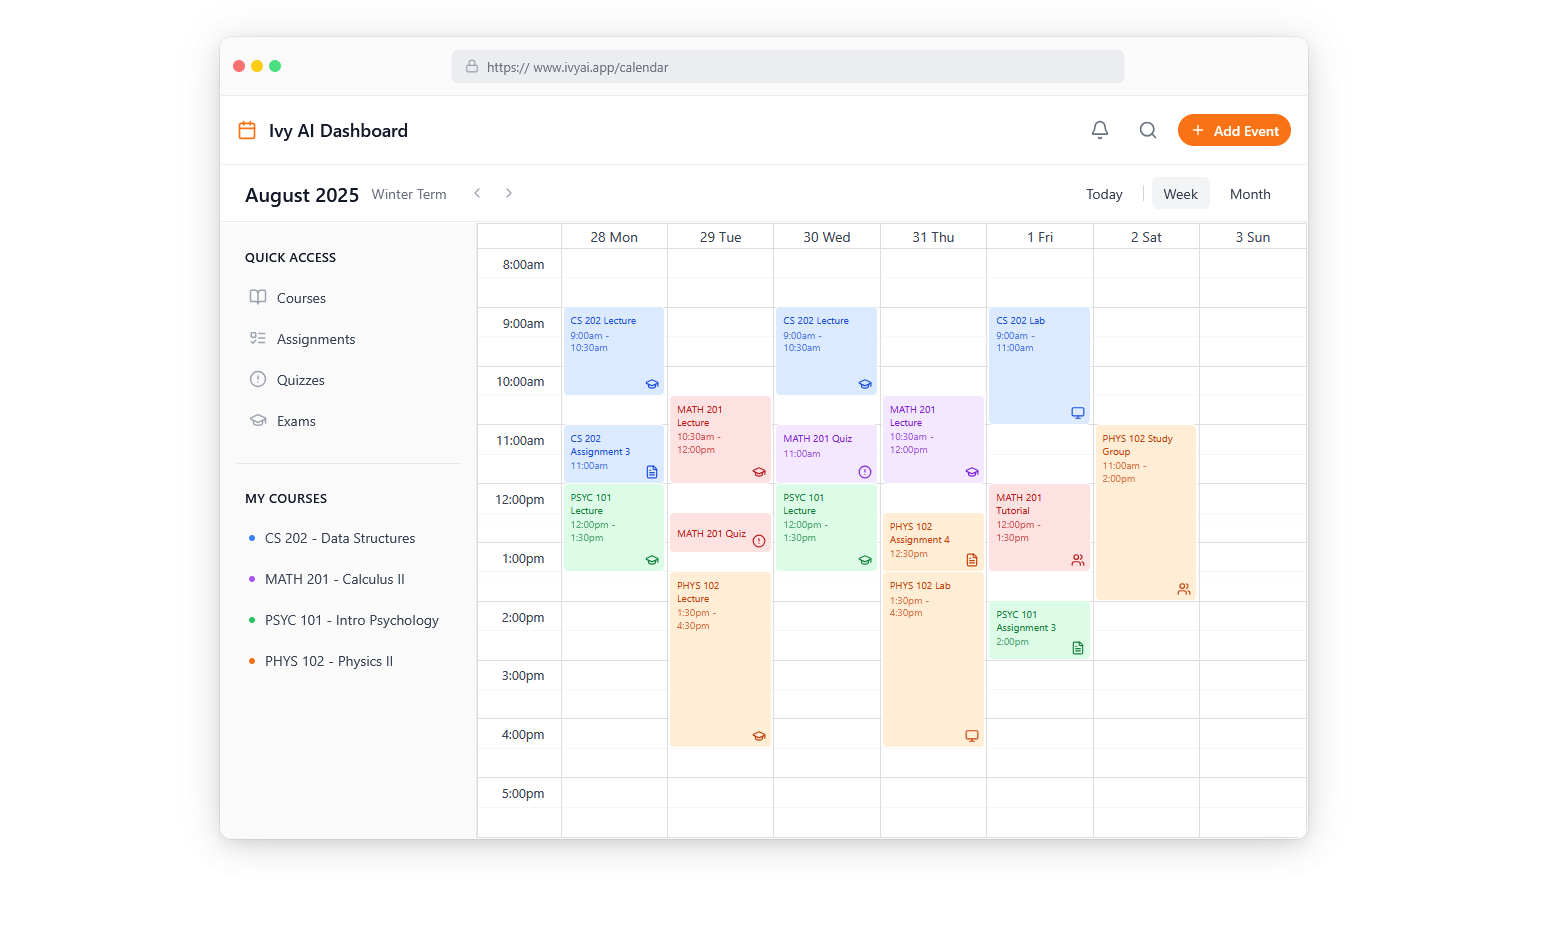 https:// www.ivyai.app/calendar
Ivy AI Dashboard
Add Event
August 2025
Winter Term
Today
Week
Month
QUICK ACCESS
Courses
Assignments
Quizzes
Exams
MY COURSES
CS 202 - Data Structures
MATH 201 - Calculus II
PSYC 101 - Intro Psychology
PHYS 102 - Physics II
28 Mon
29 Tue
30 Wed
31 Thu
1 Fri
2 Sat
3 Sun
8:00am
9:00am
10:00am
11:00am
12:00pm
1:00pm
2:00pm
3:00pm
4:00pm
5:00pm
CS 202 Lecture
9:00am -
10:30am
CS 202
Assignment 3
11:00am
PSYC 101
Lecture
12:00pm -
1:30pm
MATH 201
Lecture
10:30am -
12:00pm
MATH 201 Quiz
PHYS 102
Lecture
1:30pm -
4:30pm
CS 202 Lecture
9:00am -
10:30am
MATH 201 Quiz
11:00am
PSYC 101
Lecture
12:00pm -
1:30pm
MATH 201
Lecture
10:30am -
12:00pm
PHYS 102
Assignment 4
12:30pm
PHYS 102 Lab
1:30pm -
4:30pm
CS 202 Lab
9:00am -
11:00am
MATH 201
Tutorial
12:00pm -
1:30pm
PSYC 101
Assignment 3
2:00pm
PHYS 102 Study
Group
11:00am -
2:00pm